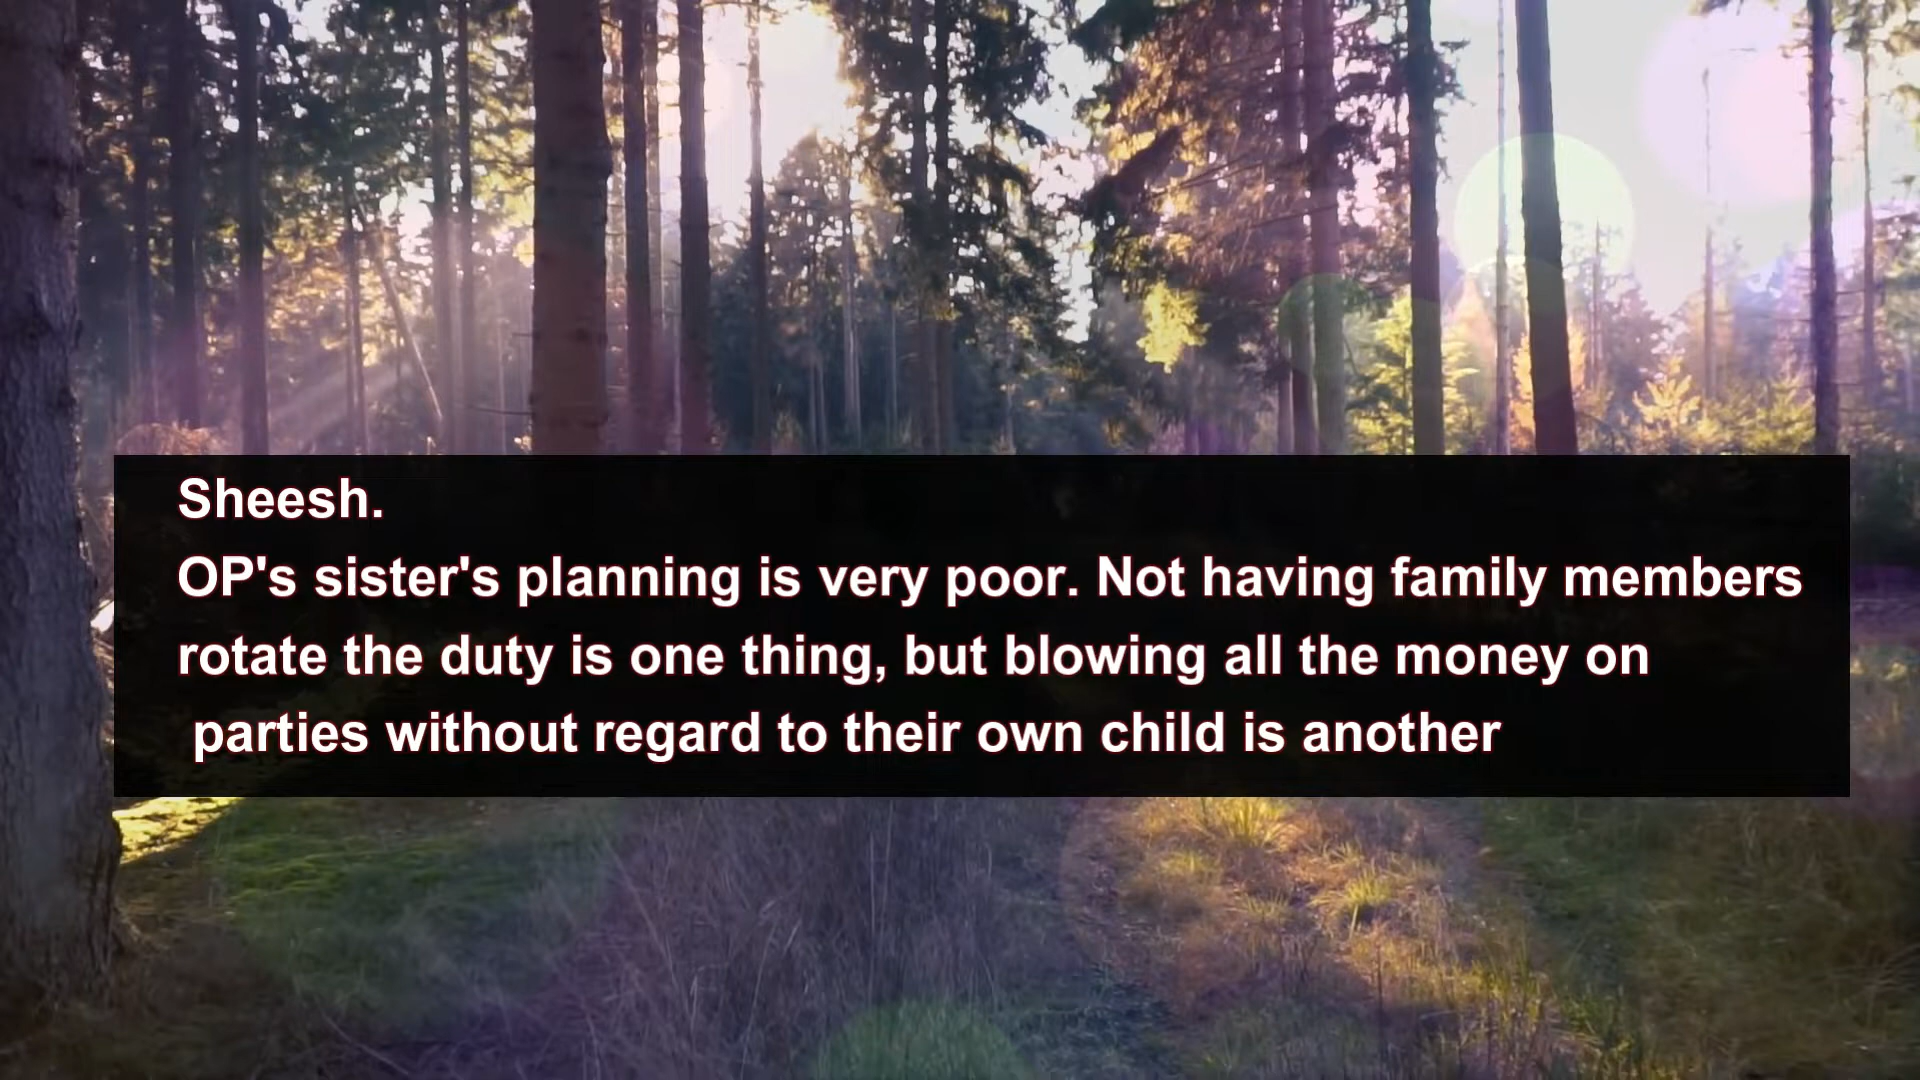 Sheesh.
OP's sister's planning is very poor. Not having family members
rotate the duty is one thing, but blowing all the money on
parties without regard to their own child is another